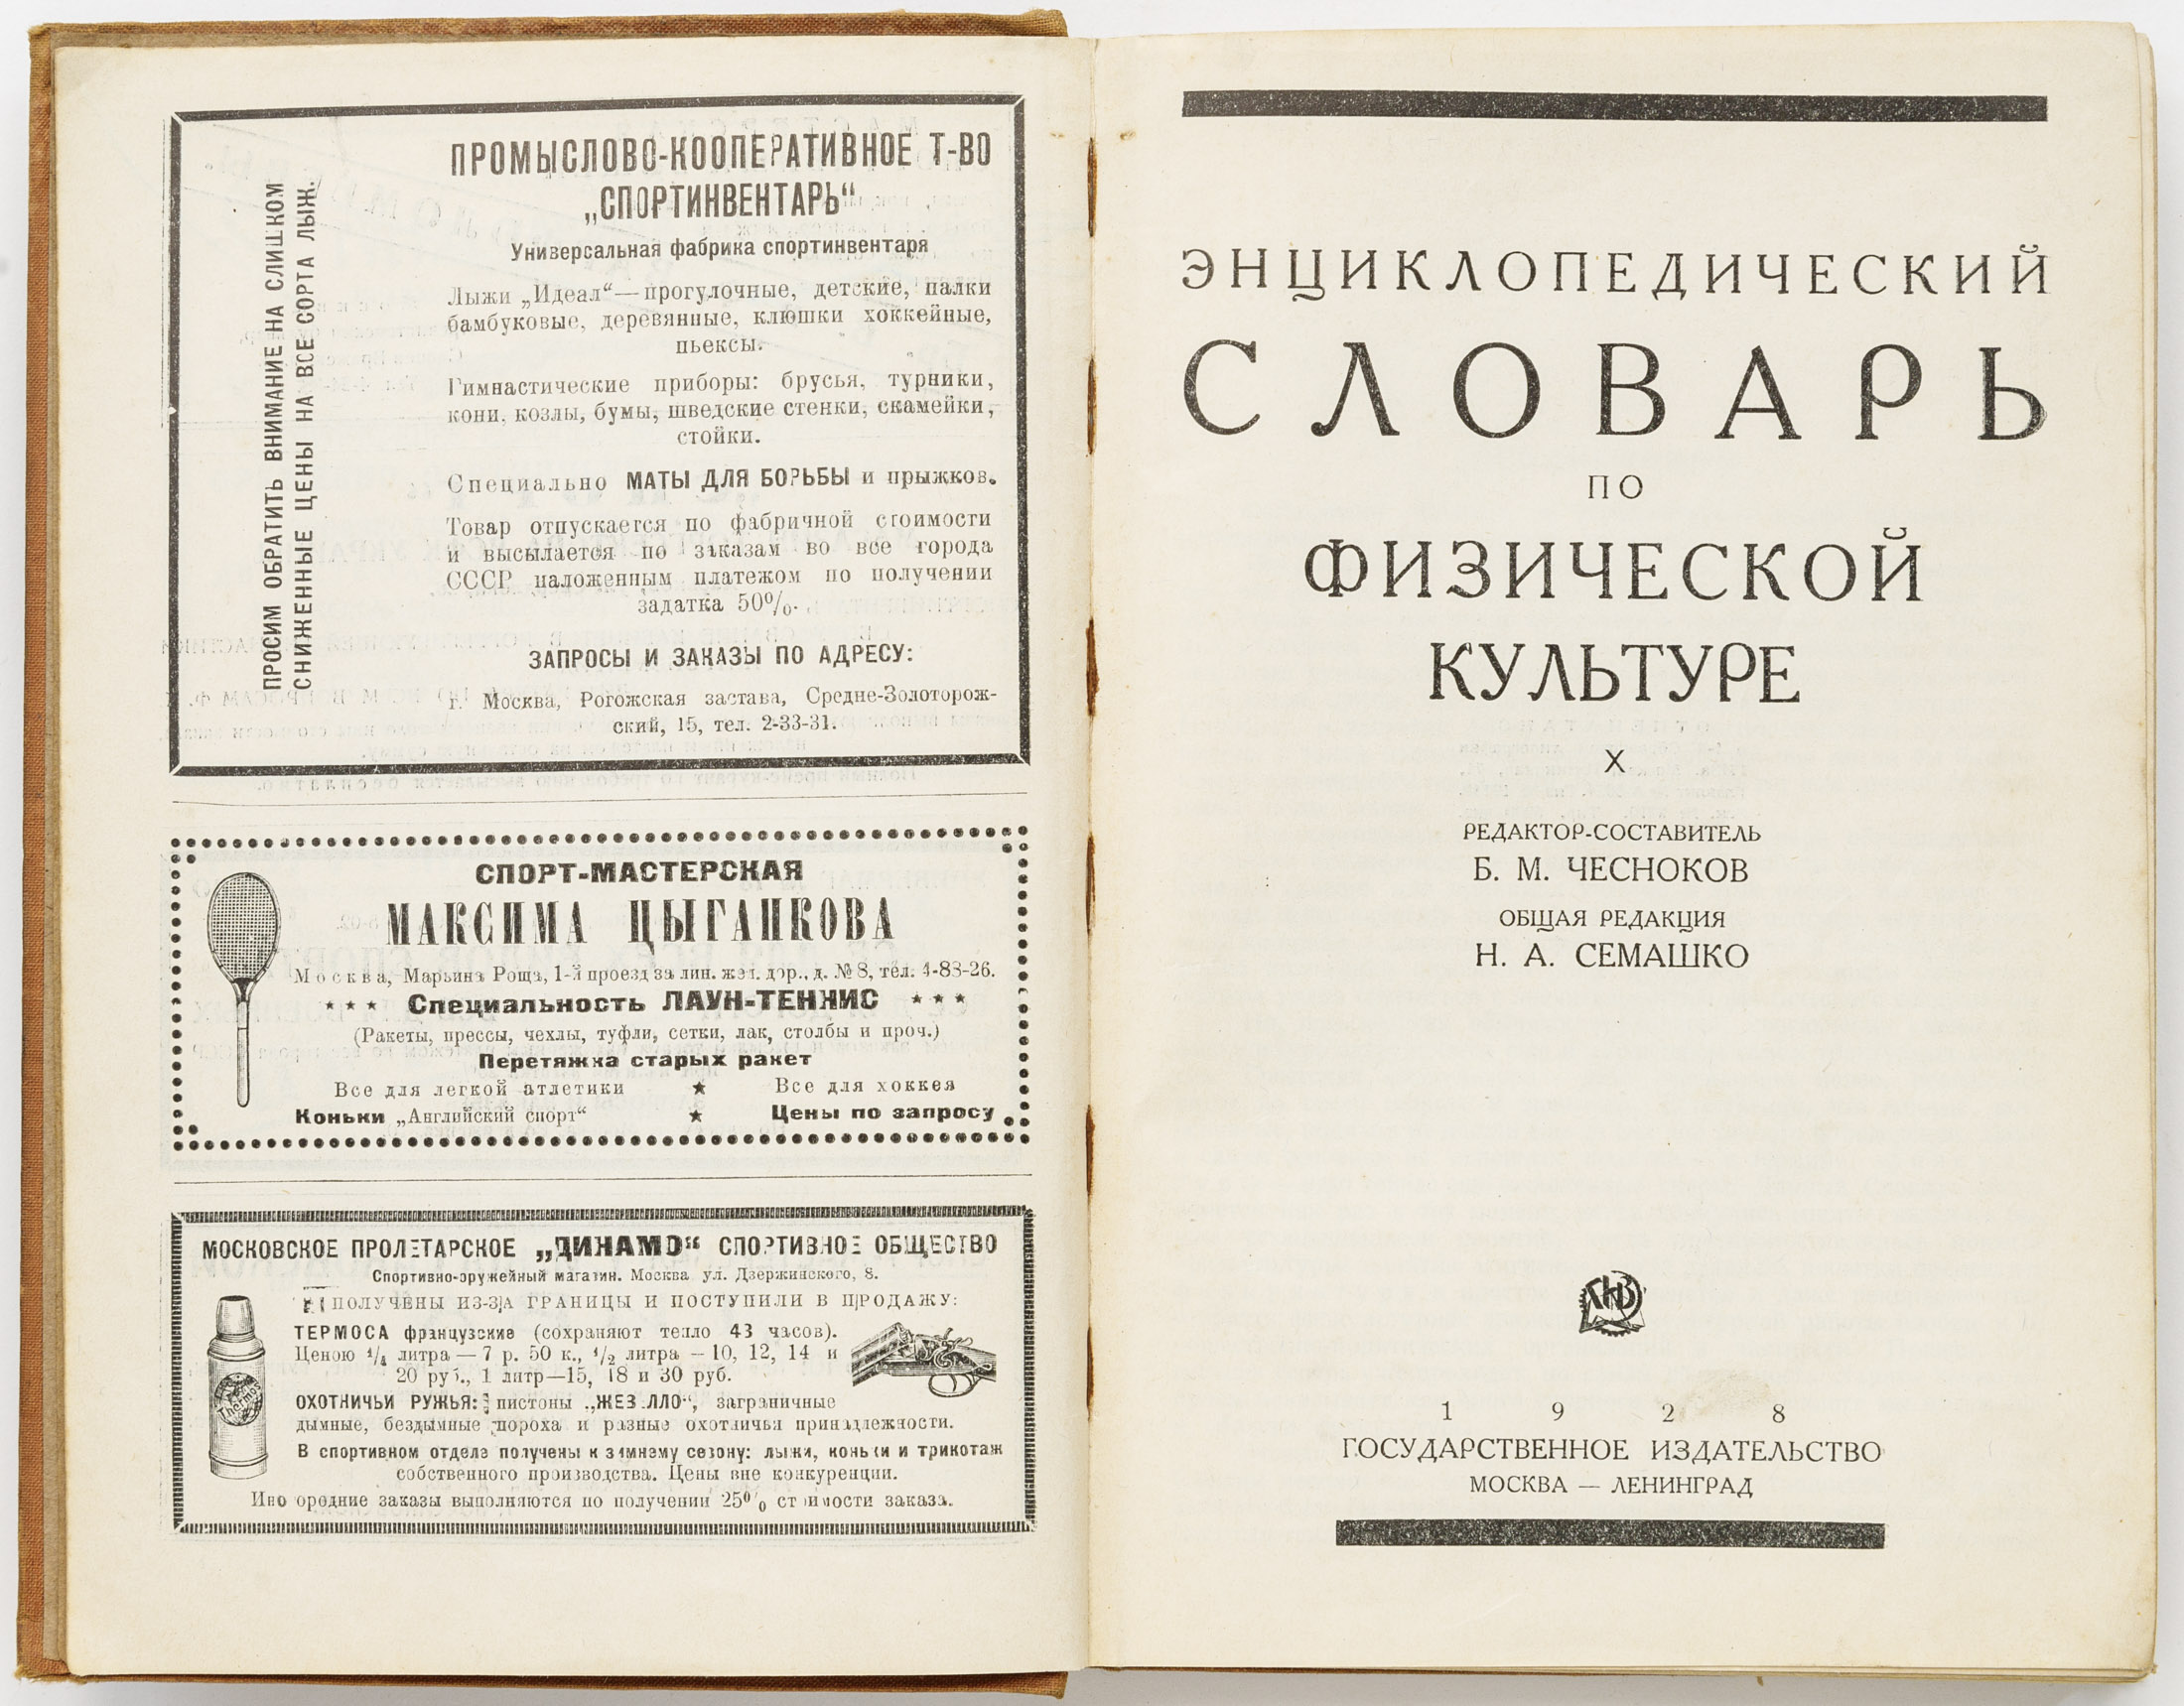 ПРОСИМ ОБРАТИТЬ ВНИМАНИЕ НА СЛИШКОМ
СНИЖЕННЫЕ ЦЕНЫ НА ВСЕ СОРТА ЛЫЖ.
ПРОМЫСЛОВО-КООПЕРАТИВНОЕ Т-ВО
„СПОРТИНВЕНТАРЬ“
Универсальная фабрика спортинвентаря
Лыжи „Идеал“—прогулочные, детские, палки
бамбуковые, деревянные, клюшки хоккейные,
пьексы.
Гимнастические приборы: брусья, турники,
кони, козлы, бумы, шведские стенки, скамейки,
стойки.
Специально МАТЫ ДЛЯ БОРЬБЫ и прыжков.
Товар отпускается по фабричной стоимости
и высылается по заказам во все города
СССР наложенным платежом по получении
задатка 50%.
ЗАПРОСЫ И ЗАКАЗЫ ПО АДРЕСУ:
г. Москва, Рогожская застава, Средне-Золоторож-
ский, 15, тел. 2-33-31.
СПОРТ-МАСТЕРСКАЯ
МАКСИМА ЦЫГАНКОВА
Москва, Марьина Роща, 1-й проезд за лин. жел. дор., д. № 8, тел. 4-88-26.
★ ★ ★ Специальность ЛАУН-ТЕННИС ★ ★ ★
(Ракеты, прессы, чехлы, туфли, сетки, лак, столбы и проч.)
Перетяжка старых ракет
Все для легкой атлетики ★ Все для хоккея
Коньки „Английский спорт“ ★ Цены по запросу
МОСКОВСКОЕ ПРОЛЕТАРСКОЕ „ДИНАМО“ СПОРТИВНОЕ ОБЩЕСТВО
Спортивно-оружейный магазин. Москва ул. Дзержинского, 8.
ПОЛУЧЕНЫ ИЗ-ЗА ГРАНИЦЫ И ПОСТУПИЛИ В ПРОДАЖУ:
ТЕРМОСА французские (сохраняют тепло 43 часов).
Ценою 1/4 литра — 7 р. 50 к., 1/2 литра — 10, 12, 14 и
20 руб., 1 литр—15, 18 и 30 руб.
Thermos
ОХОТНИЧЬИ РУЖЬЯ: пистоны заграничные
дымные, бездымные пороха и разные охотничьи принадлежности.
В спортивном отделе получены к зимнему сезону: лыжи, коньки и трикотаж
собственного производства. Цены вне конкуренции.
Иногородние заказы выполняются по получении 25% стоимости заказа.
ЭНЦИКЛОПЕДИЧЕСКИЙ
СЛОВАРЬ
ПО
ФИЗИЧЕСКОЙ
КУЛЬТУРЕ
X
РЕДАКТОР-СОСТАВИТЕЛЬ
Б. М. ЧЕСНОКОВ
ОБЩАЯ РЕДАКЦИЯ
Н. А. СЕМАШКО
1 9 2 8
ГОСУДАРСТВЕННОЕ ИЗДАТЕЛЬСТВО
МОСКВА — ЛЕНИНГРАД